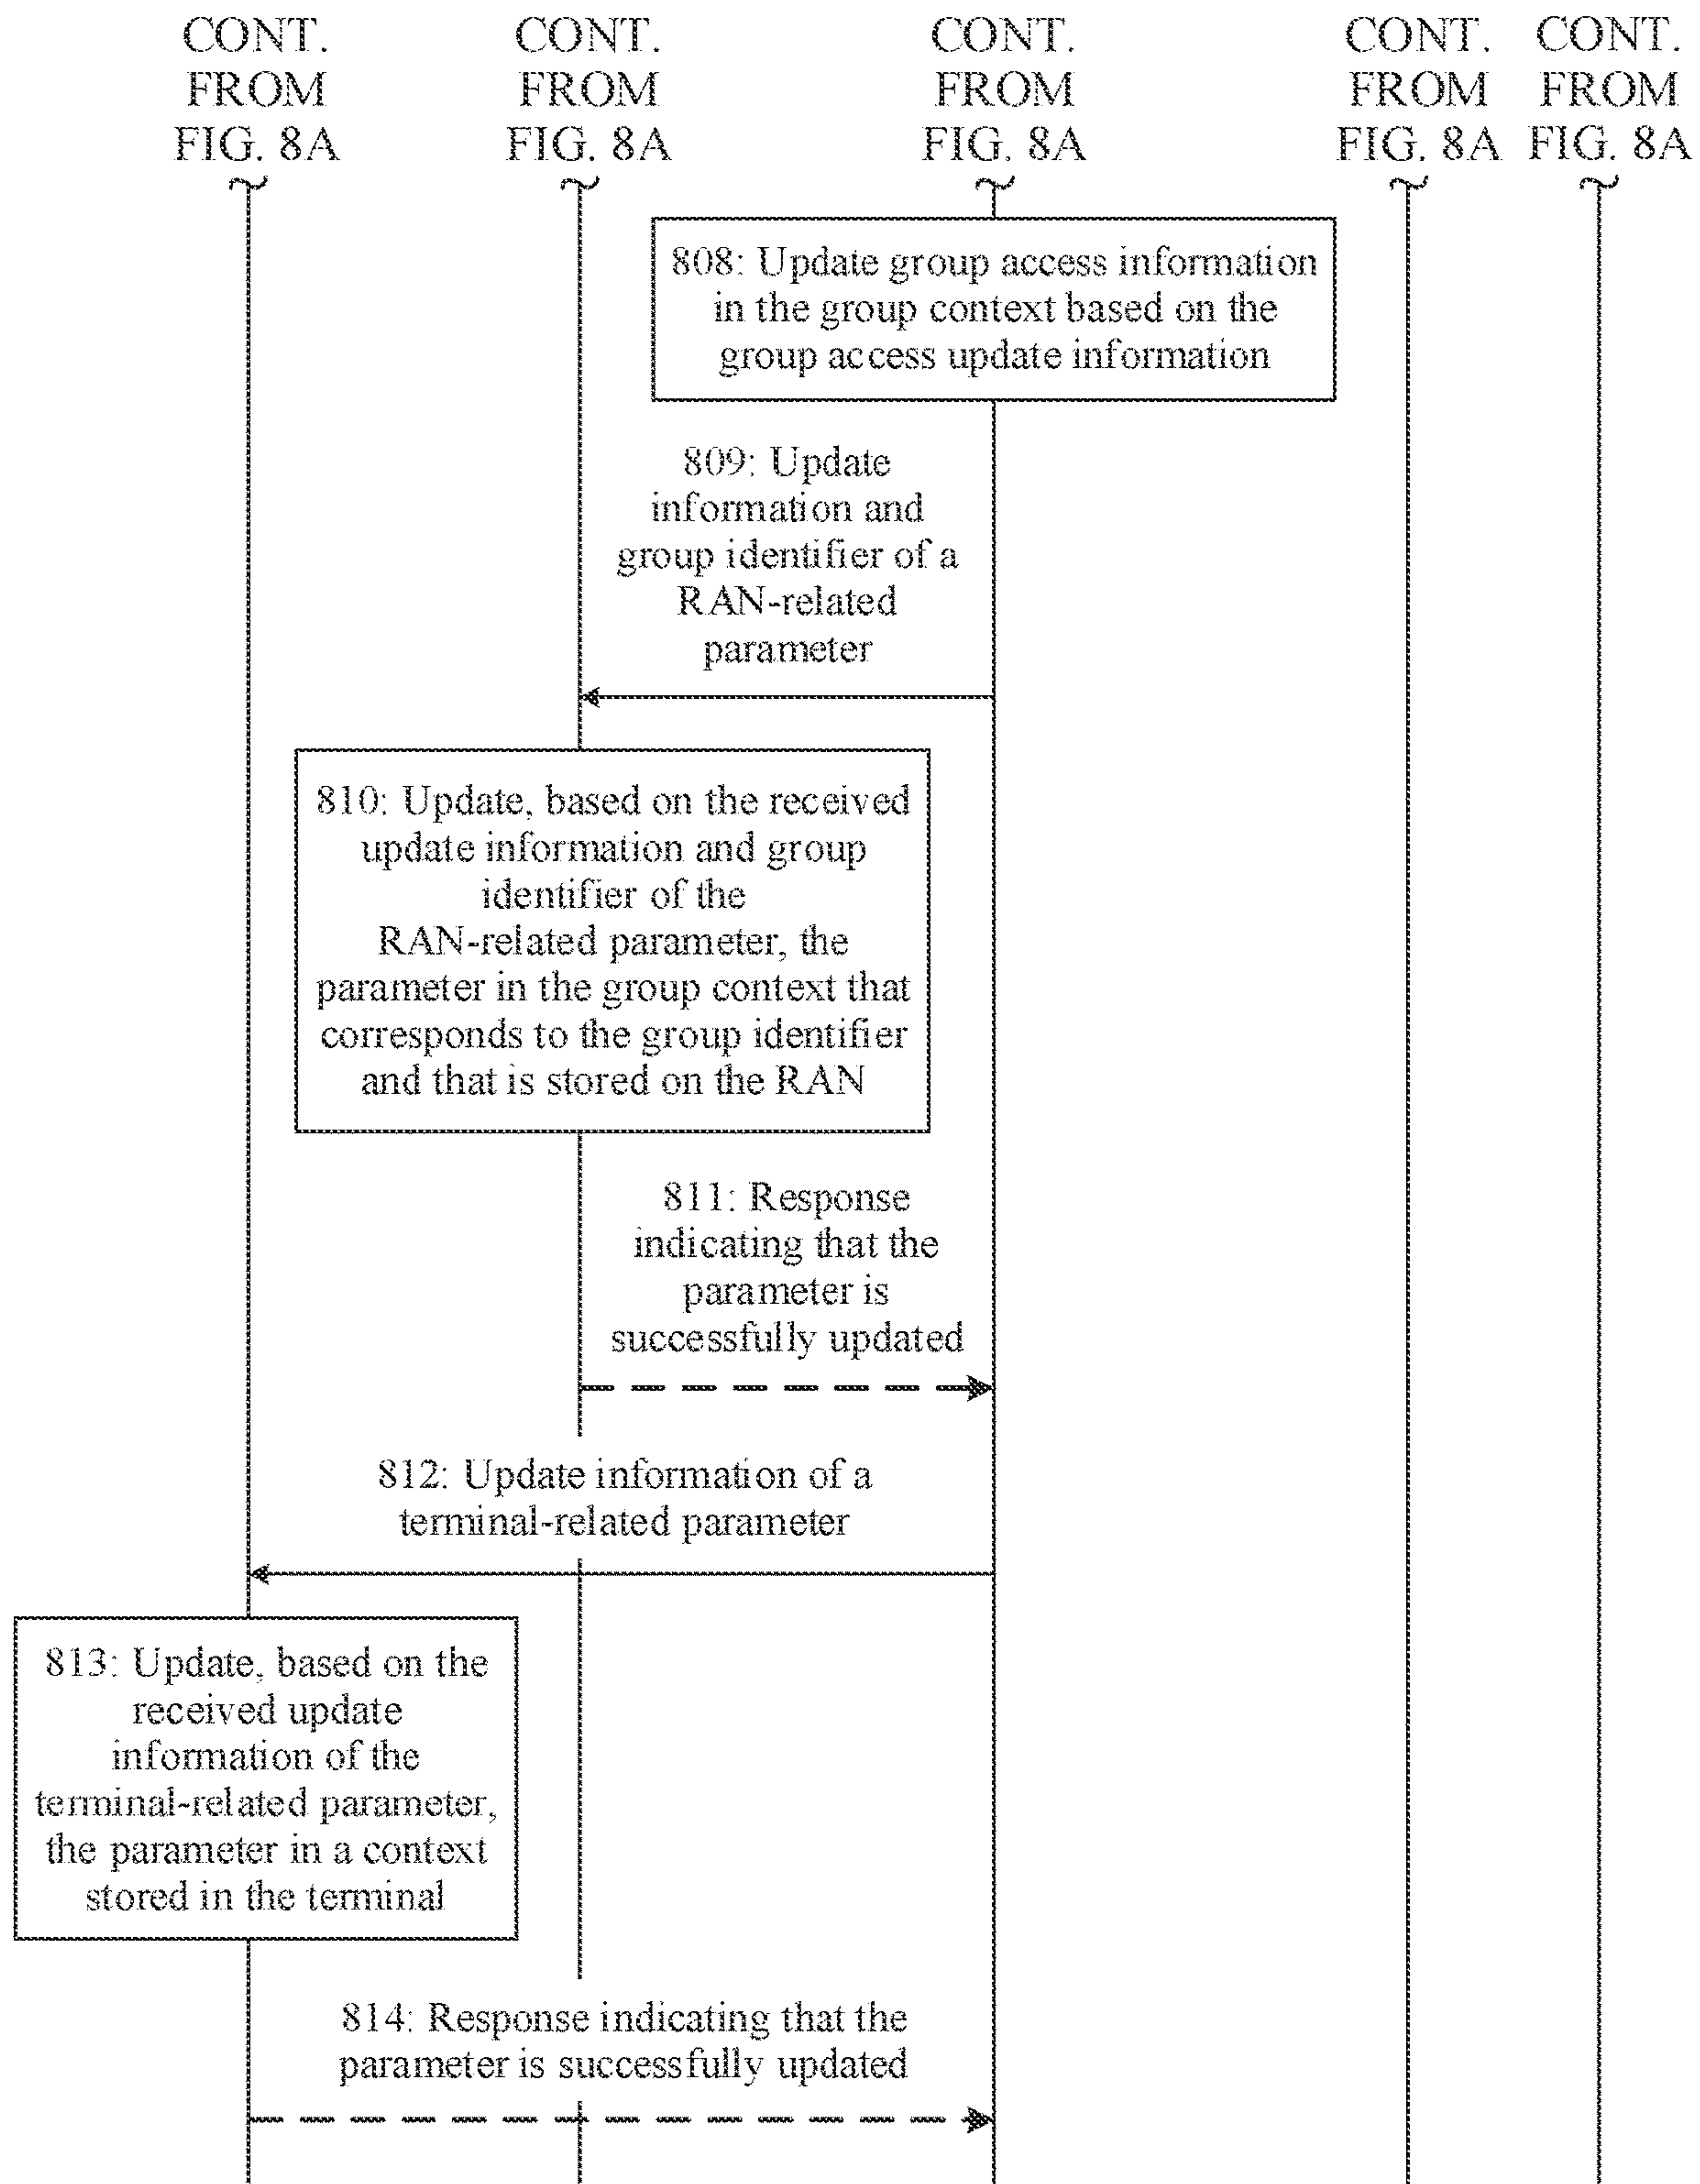 CONT.
FROM
FIG. 8A
CONT.
FROM
FIG. 8A
CONT.
FROM
FIG. 8A
CONT.
FROM
FIG. 8A
CONT.
FROM
FIG. 8A
808: Update group access information
in the group context based on the
group access update information
809: Update
information and
group identifier of a
RAN-related
parameter
810: Update, based on the received
update information and group
identifier of the
RAN-related parameter, the
parameter in the group context that
corresponds to the group identifier
and that is stored on the RAN
811: Response
indicating that the
parameter is
successfully updated
812: Update information of a
terminal-related parameter
813: Update, based on the
received update
information of the
terminal-related parameter,
the parameter in a context
stored in the terminal
814: Response indicating that the
parameter is successfully updated